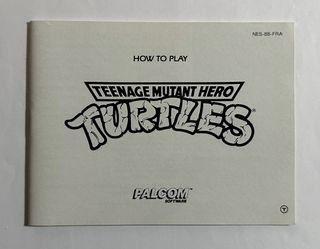 NES-88-FRA
HOW TO PLAY
TEENAGE MUTANT HERO
TURTLES®
PALCOM
SOFTWARE
T